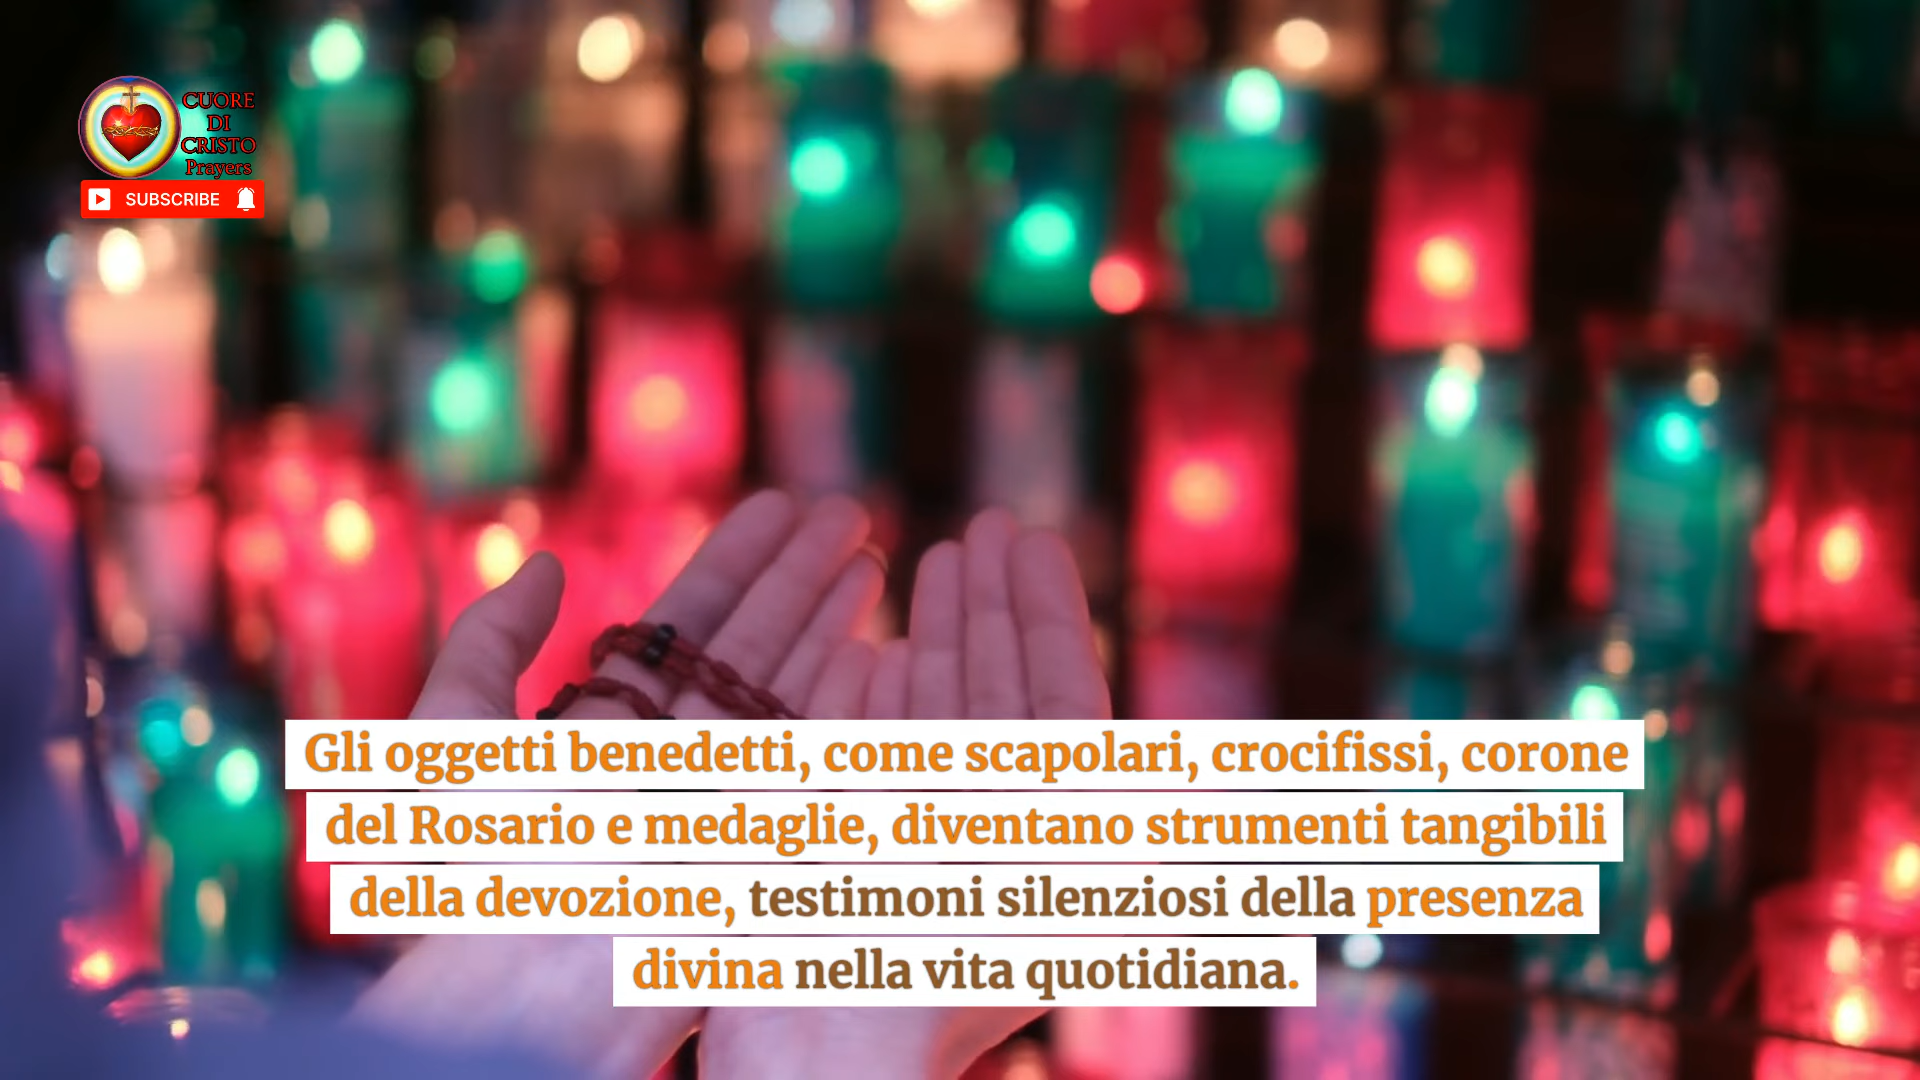 CUORE
DI
CRISTO
Prayers
SUBSCRIBE
Gli oggetti benedetti, come scapolari, crocifissi, corone
del Rosario e medaglie, diventano strumenti tangibili
della devozione, testimoni silenziosi della presenza
divina nella vita quotidiana.